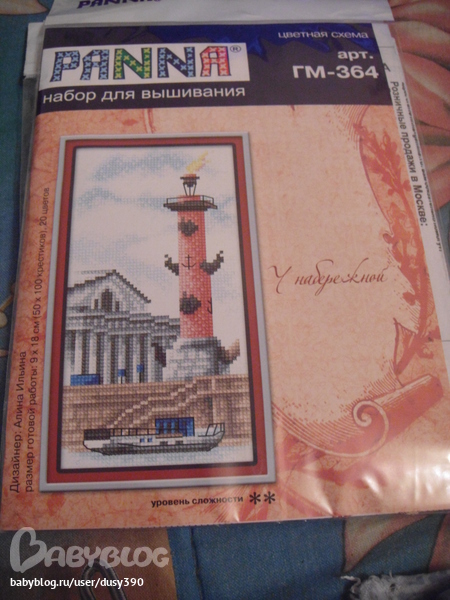 PANNA
PANNA®
цветная схема
арт.
ГМ-364
набор для вышивания
Розничные продажи в Москве:
У набережной
Дизайнер: Алина Ильина
размер готовой работы: 9 х 18 см (50 х 100 крестиков), 20 цветов
уровень сложности **
BABYBLOG
babyblog.ru/user/dusy390